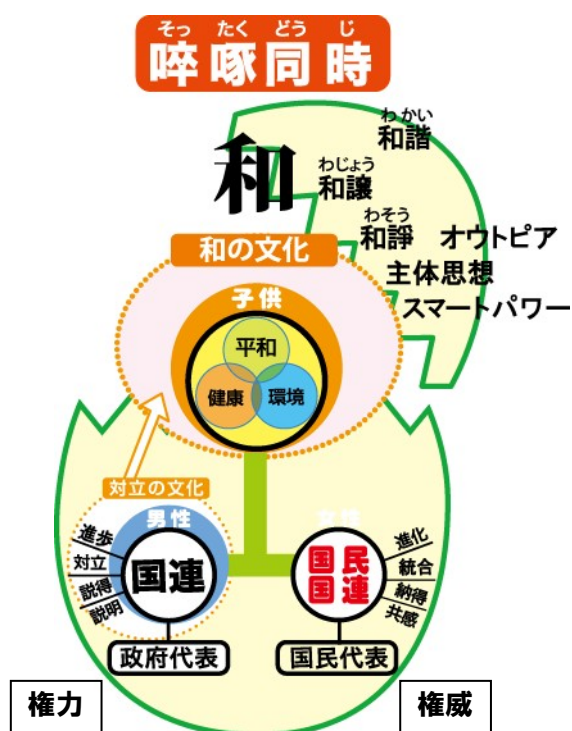 そったくどうじ
啐啄同時
わかい
和諧
和
わじょう
和譲
わそう
和諍
オウトピア
和の文化
主体思想
スマートパワー
子供
平和
健康
環境
対立の文化
男性
女性
進歩
対立
説得
説明
国連
国民
国連
進化
統合
納得
共感
政府代表
国民代表
権力
権威